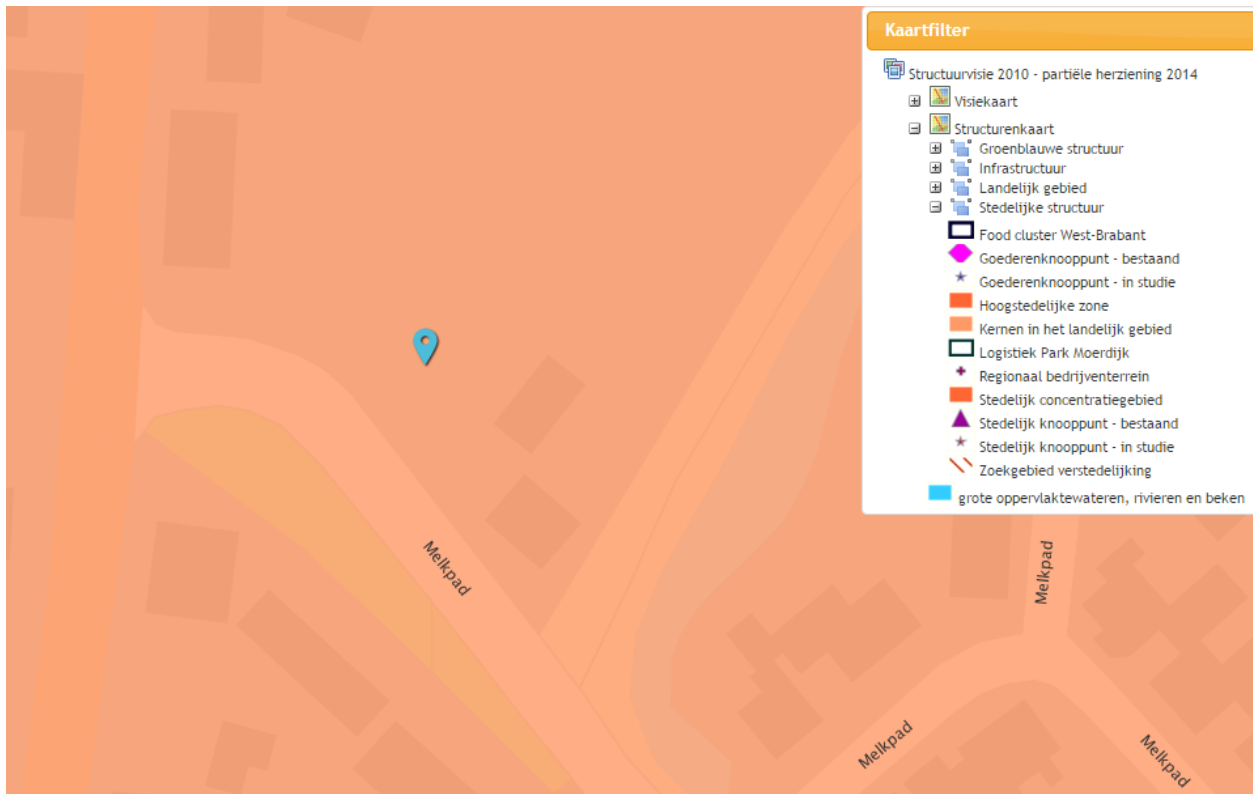 Kaartfilter
Structuurvisie 2010 - partiële herziening 2014
Visiekaart
Structurenkaart
Groenblauwe structuur
Infrastructuur
Landelijk gebied
Stedelijke structuur
Food cluster West-Brabant
Goederenknooppunt - bestaand
Goederenknooppunt - in studie
Hoogstedelijke zone
Kernen in het landelijk gebied
Logistiek Park Moerdijk
Regionaal bedrijventerrein
Stedelijk concentratiegebied
Stedelijk knooppunt - bestaand
Stedelijk knooppunt - in studie
Zoekgebied verstedelijking
grote oppervlaktewateren, rivieren en beken
Melkpad
Melkpad
Melkpad
Melkpad